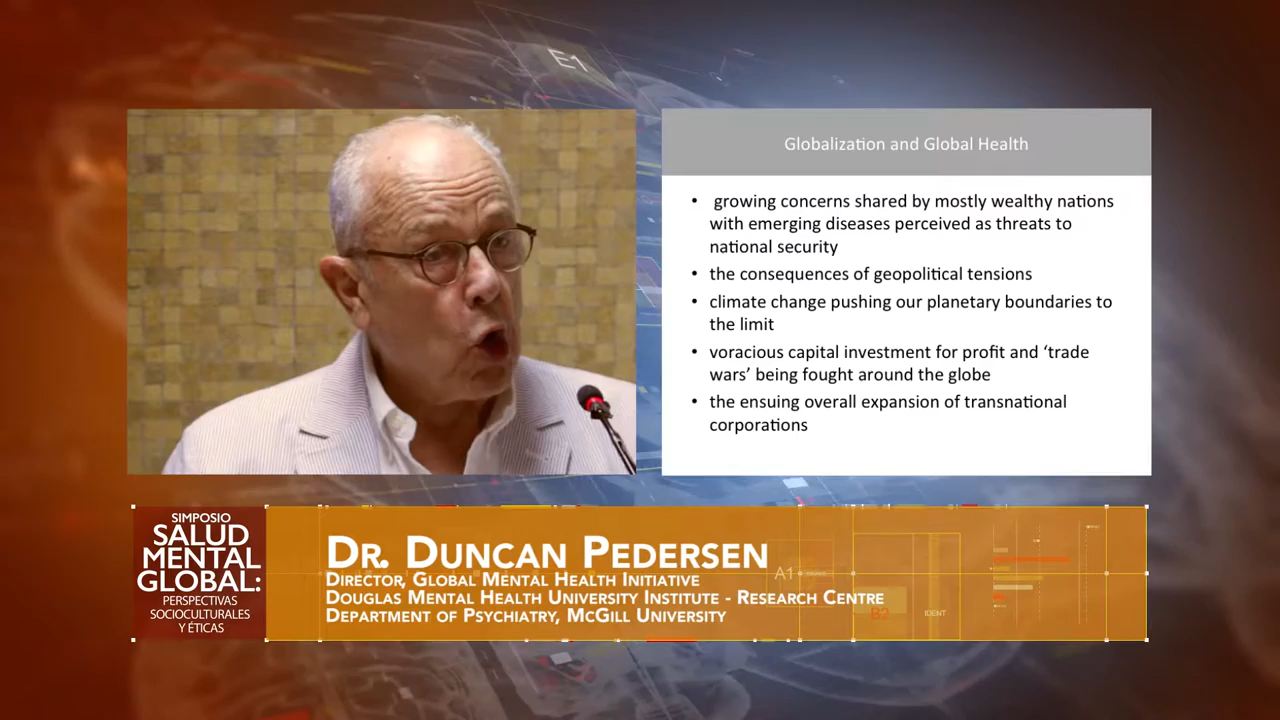 E1
Globalization and Global Health
• growing concerns shared by mostly wealthy nations
with emerging diseases perceived as threats to
national security
• the consequences of geopolitical tensions
• climate change pushing our planetary boundaries to
the limit
• voracious capital investment for profit and ‘trade
wars’ being fought around the globe
• the ensuing overall expansion of transnational
corporations
SIMPOSIO
SALUD
MENTAL
GLOBAL:
PERSPECTIVAS
SOCIOCULTURALES
Y ÉTICAS
DR. DUNCAN PEDERSEN
DIRECTOR, GLOBAL MENTAL HEALTH INITIATIVE
DOUGLAS MENTAL HEALTH UNIVERSITY INSTITUTE - RESEARCH CENTRE
DEPARTMENT OF PSYCHIATRY, MCGILL UNIVERSITY
A1
B2
IDENT